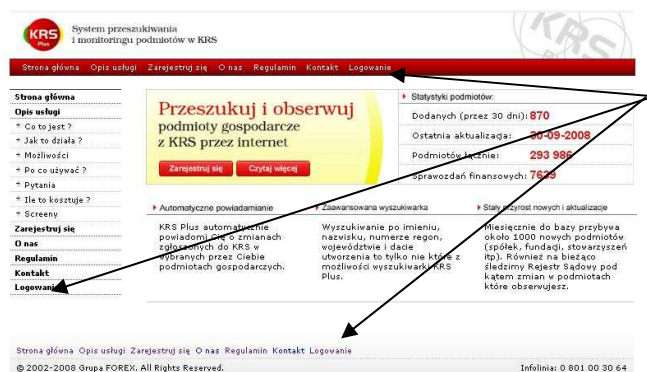 KRS
Plus
System przeszukiwania
i monitoringu podmiotów w KRS
KRS
Strona główna Opis usługi Zarejestruj się O nas Regulamin Kontakt Logowanie
Strona główna
Opis usługi
* Co to jest ?
* Jak to działa ?
* Możliwości
* Po co używać ?
* Pytania
* Ile to kosztuje ?
* Screeny
Zarejestruj się
O nas
Regulamin
Kontakt
Logowanie
Przeszukuj i obserwuj
podmioty gospodarcze
z KRS przez internet
Zarejestruj się Czytaj więcej
Statystyki podmiotów:
Dodanych (przez 30 dni): 870
Ostatnia aktualizacja: 30-09-2008
Podmiotów łącznie: 293 986
Sprawozdań finansowych: 7639
Automatyczne powiadamianie
KRS Plus automatycznie
powiadomi Cię o zmianach
zgłoszonych do KRS w
wybranych przez Ciebie
podmiotach gospodarczych.
Zaawansowana wyszukiwarka
Wyszukiwanie po imieniu,
nazwisku, numerze regon,
województwie i dacie
utworzenia to tylko nie które z
możliwości wyszukiwarki KRS
Plus.
Stały przyrost nowych i aktualizacje
Miesięcznie do bazy przybywa
około 1000 nowych podmiotów
(spółek, fundacji, stowarzyszeń
itp). Również na bieżąco
śledzimy Rejestr Sądowy pod
kątem zmian w podmiotach
które obserwujesz.
Strona główna Opis usługi Zarejestruj się O nas Regulamin Kontakt Logowanie
© 2002-2008 Grupa FOREX. All Rights Reserved. Infolinia: 0 801 00 30 64